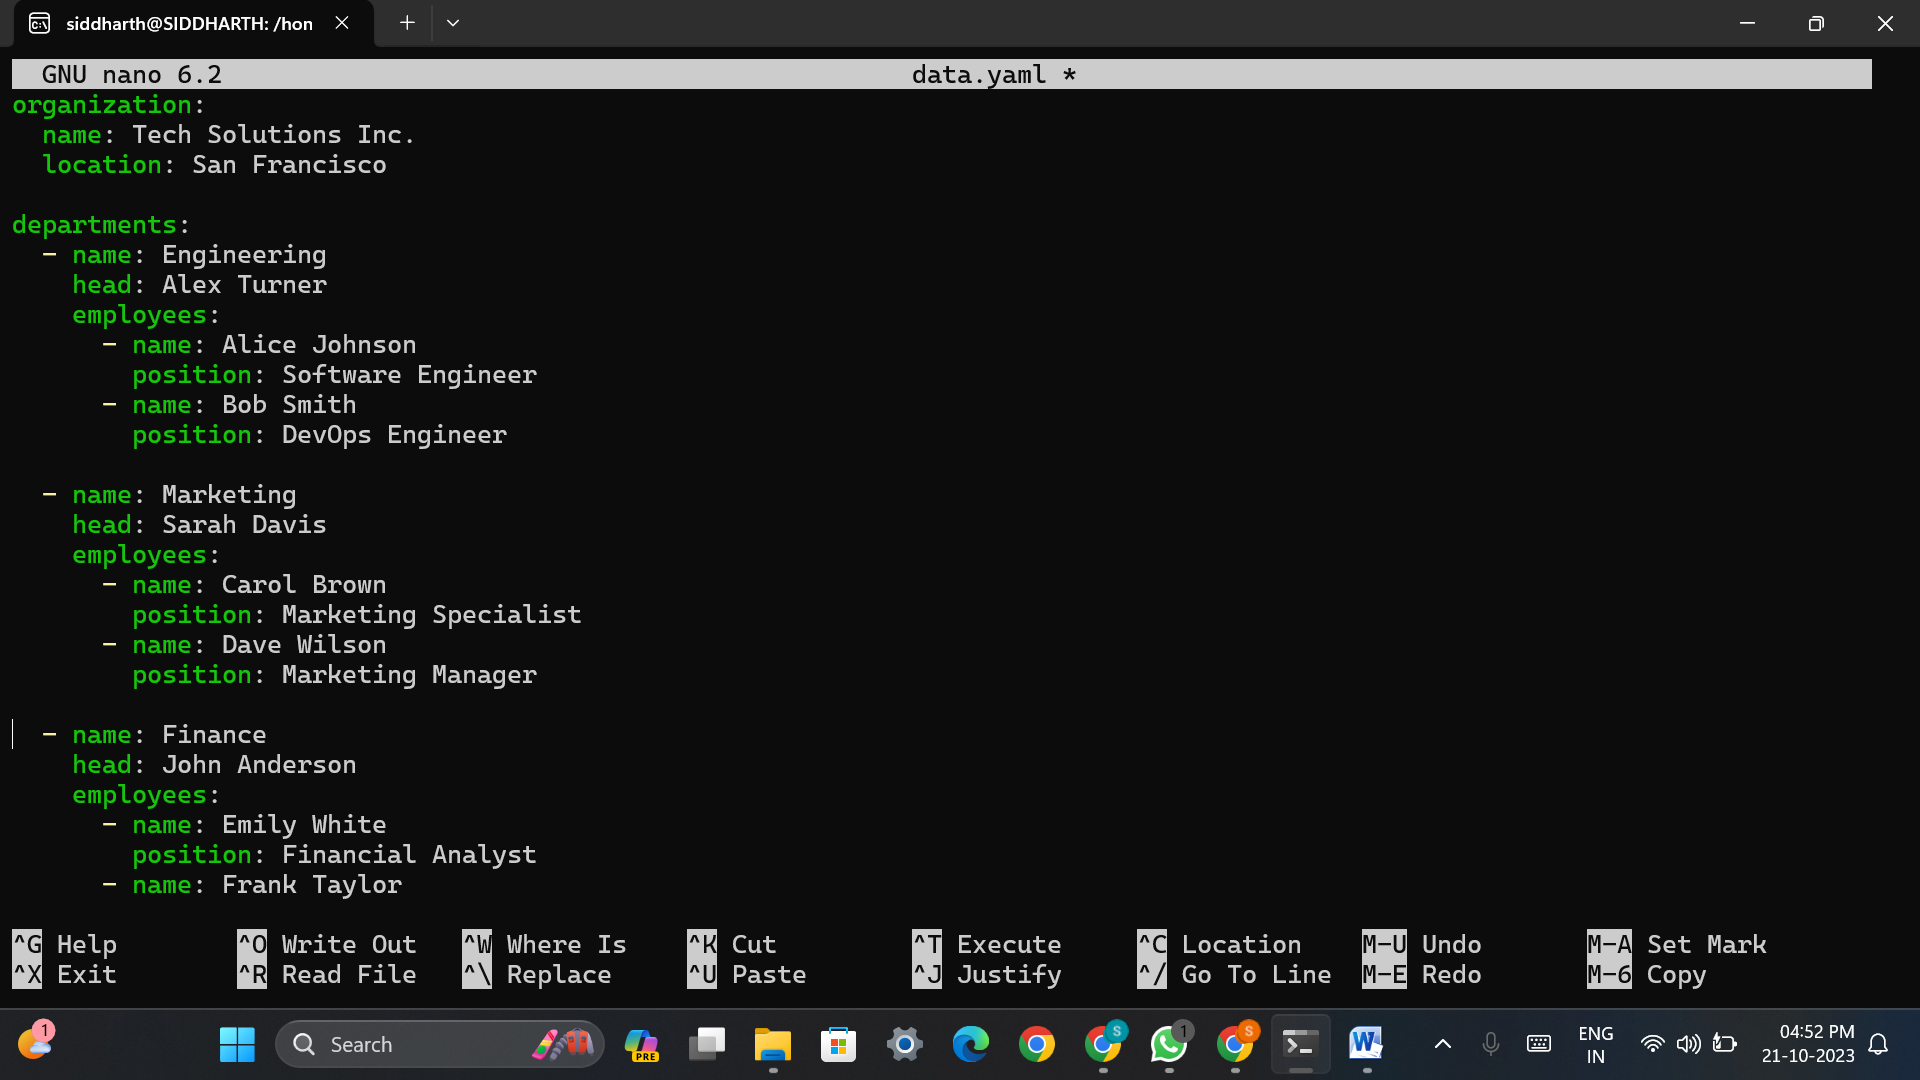 siddharth@SIDDHARTH: /hon
GNU nano 6.2 data.yaml *
organization:
  name: Tech Solutions Inc.
  location: San Francisco

departments:
  - name: Engineering
    head: Alex Turner
    employees:
      - name: Alice Johnson
        position: Software Engineer
      - name: Bob Smith
        position: DevOps Engineer

  - name: Marketing
    head: Sarah Davis
    employees:
      - name: Carol Brown
        position: Marketing Specialist
      - name: Dave Wilson
        position: Marketing Manager

  - name: Finance
    head: John Anderson
    employees:
      - name: Emily White
        position: Financial Analyst
      - name: Frank Taylor

^G Help ^O Write Out ^W Where Is ^K Cut ^T Execute ^C Location M-U Undo M-A Set Mark
^X Exit ^R Read File ^\ Replace ^U Paste ^J Justify ^/ Go To Line M-E Redo M-6 Copy
1 Search PRE S 1 S W ENG 04:52 PM
IN 21-10-2023